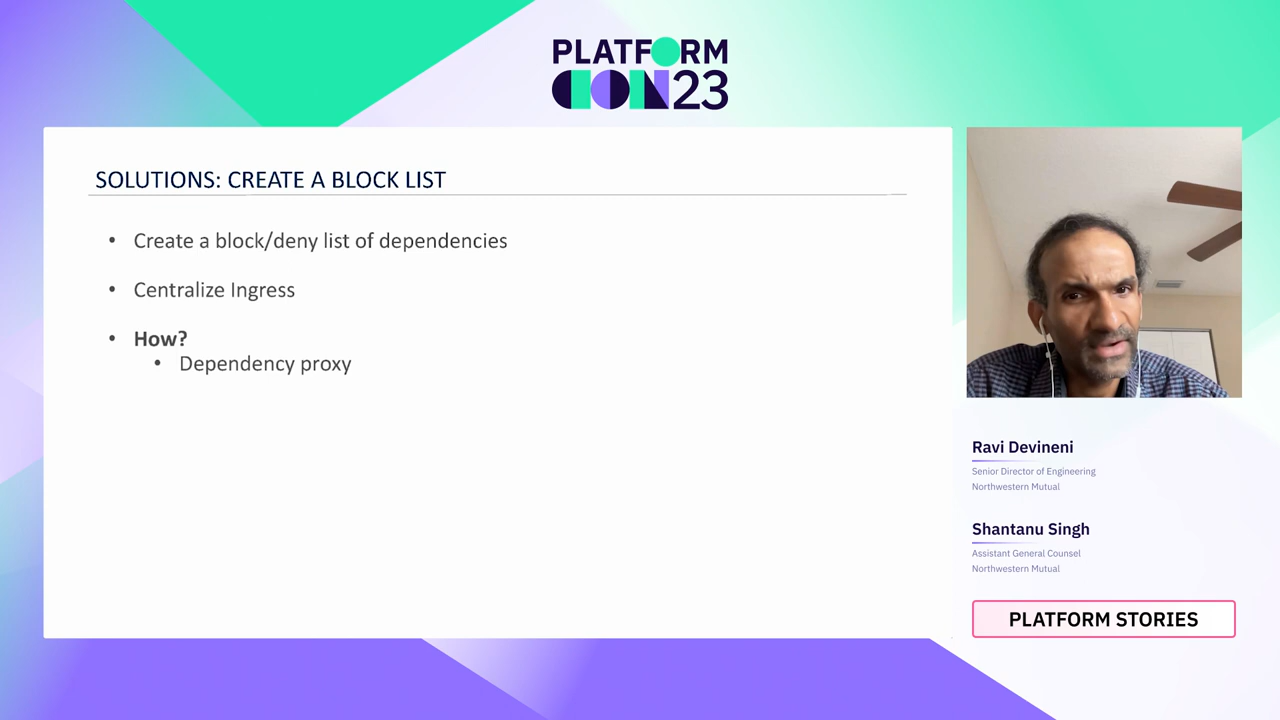 PLATFORM
CON23
SOLUTIONS: CREATE A BLOCK LIST
• Create a block/deny list of dependencies
• Centralize Ingress
• How?
• Dependency proxy
Ravi Devineni
Senior Director of Engineering
Northwestern Mutual
Shantanu Singh
Assistant General Counsel
Northwestern Mutual
PLATFORM STORIES